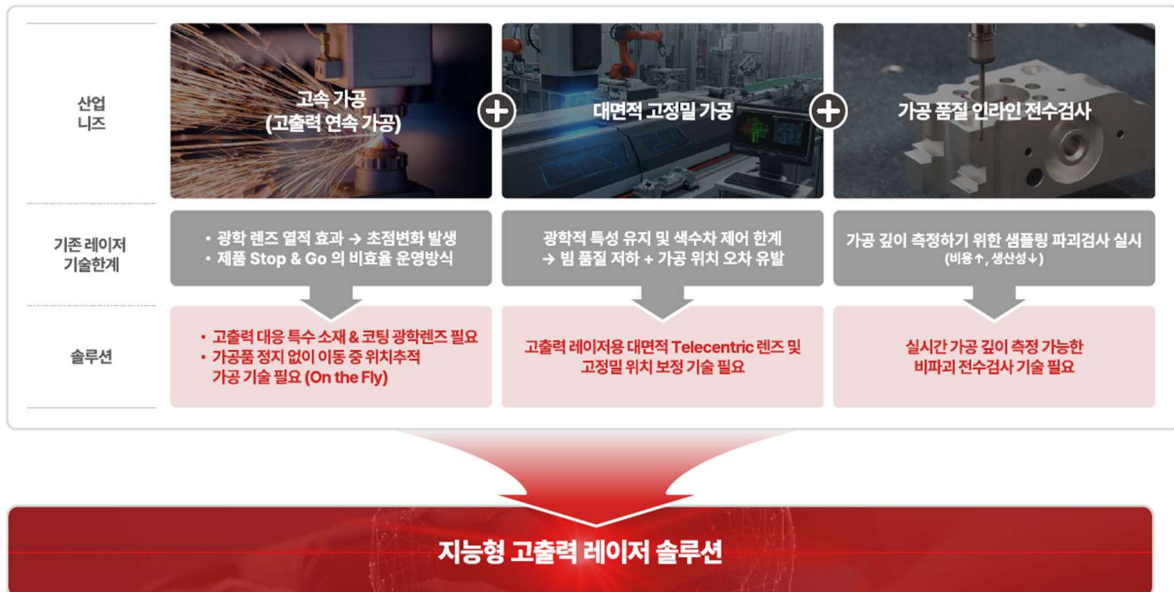 산업
니즈
고속 가공
(고출력 연속 가공)
대면적 고정밀 가공
가공 품질 인라인 전수검사
기존 레이저
기술한계
• 광학 렌즈 열적 효과 → 초점변화 발생
• 제품 Stop & Go 의 비효율 운영방식
광학적 특성 유지 및 색수차 제어 한계
→ 빔 품질 저하 + 가공 위치 오차 유발
가공 깊이 측정하기 위한 샘플링 파괴검사 실시
(비용↑, 생산성↓)
솔루션
• 고출력 대응 특수 소재 & 코팅 광학렌즈 필요
• 가공품 정지 없이 이동 중 위치추적
가공 기술 필요 (On the Fly)
고출력 레이저용 대면적 Telecentric 렌즈 및
고정밀 위치 보정 기술 필요
실시간 가공 깊이 측정 가능한
비파괴 전수검사 기술 필요
지능형 고출력 레이저 솔루션